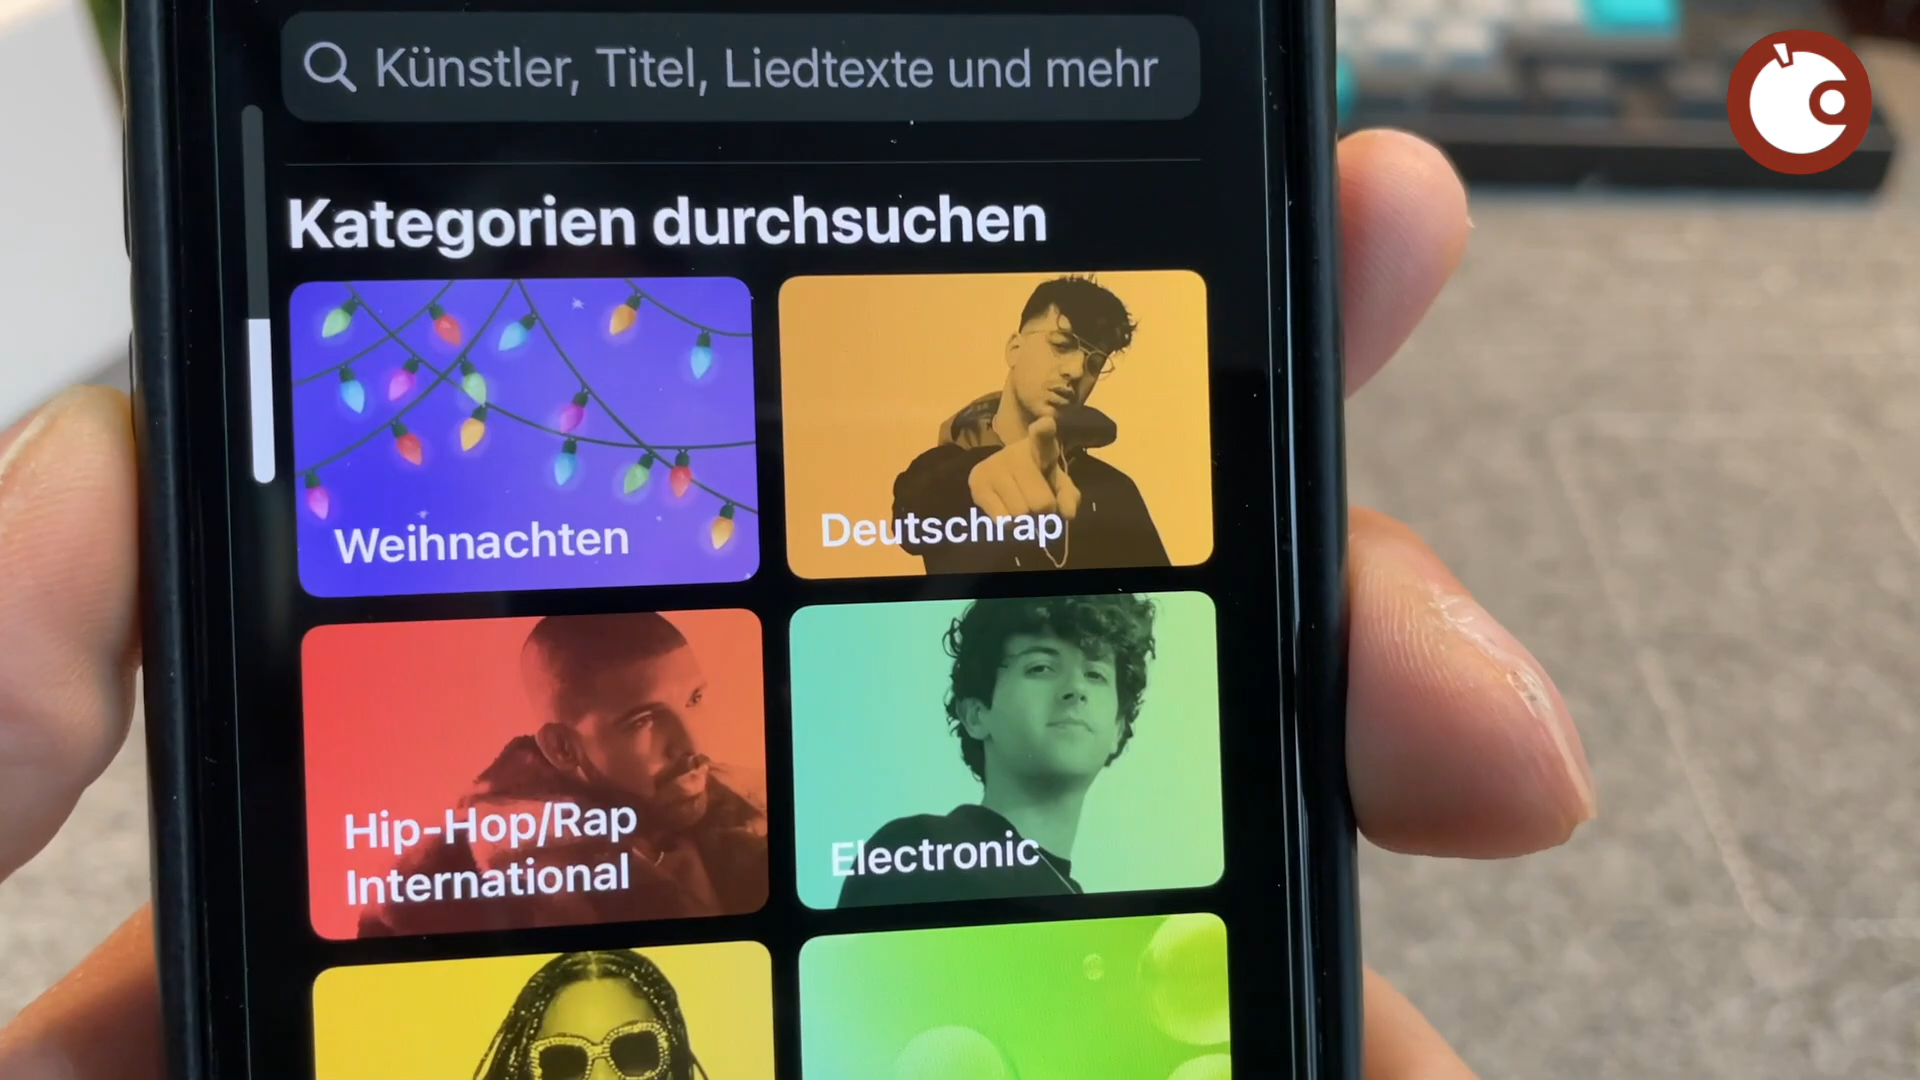 Künstler, Titel, Liedtexte und mehr
Kategorien durchsuchen
Weihnachten
Deutschrap
Hip-Hop/Rap
International
Electronic